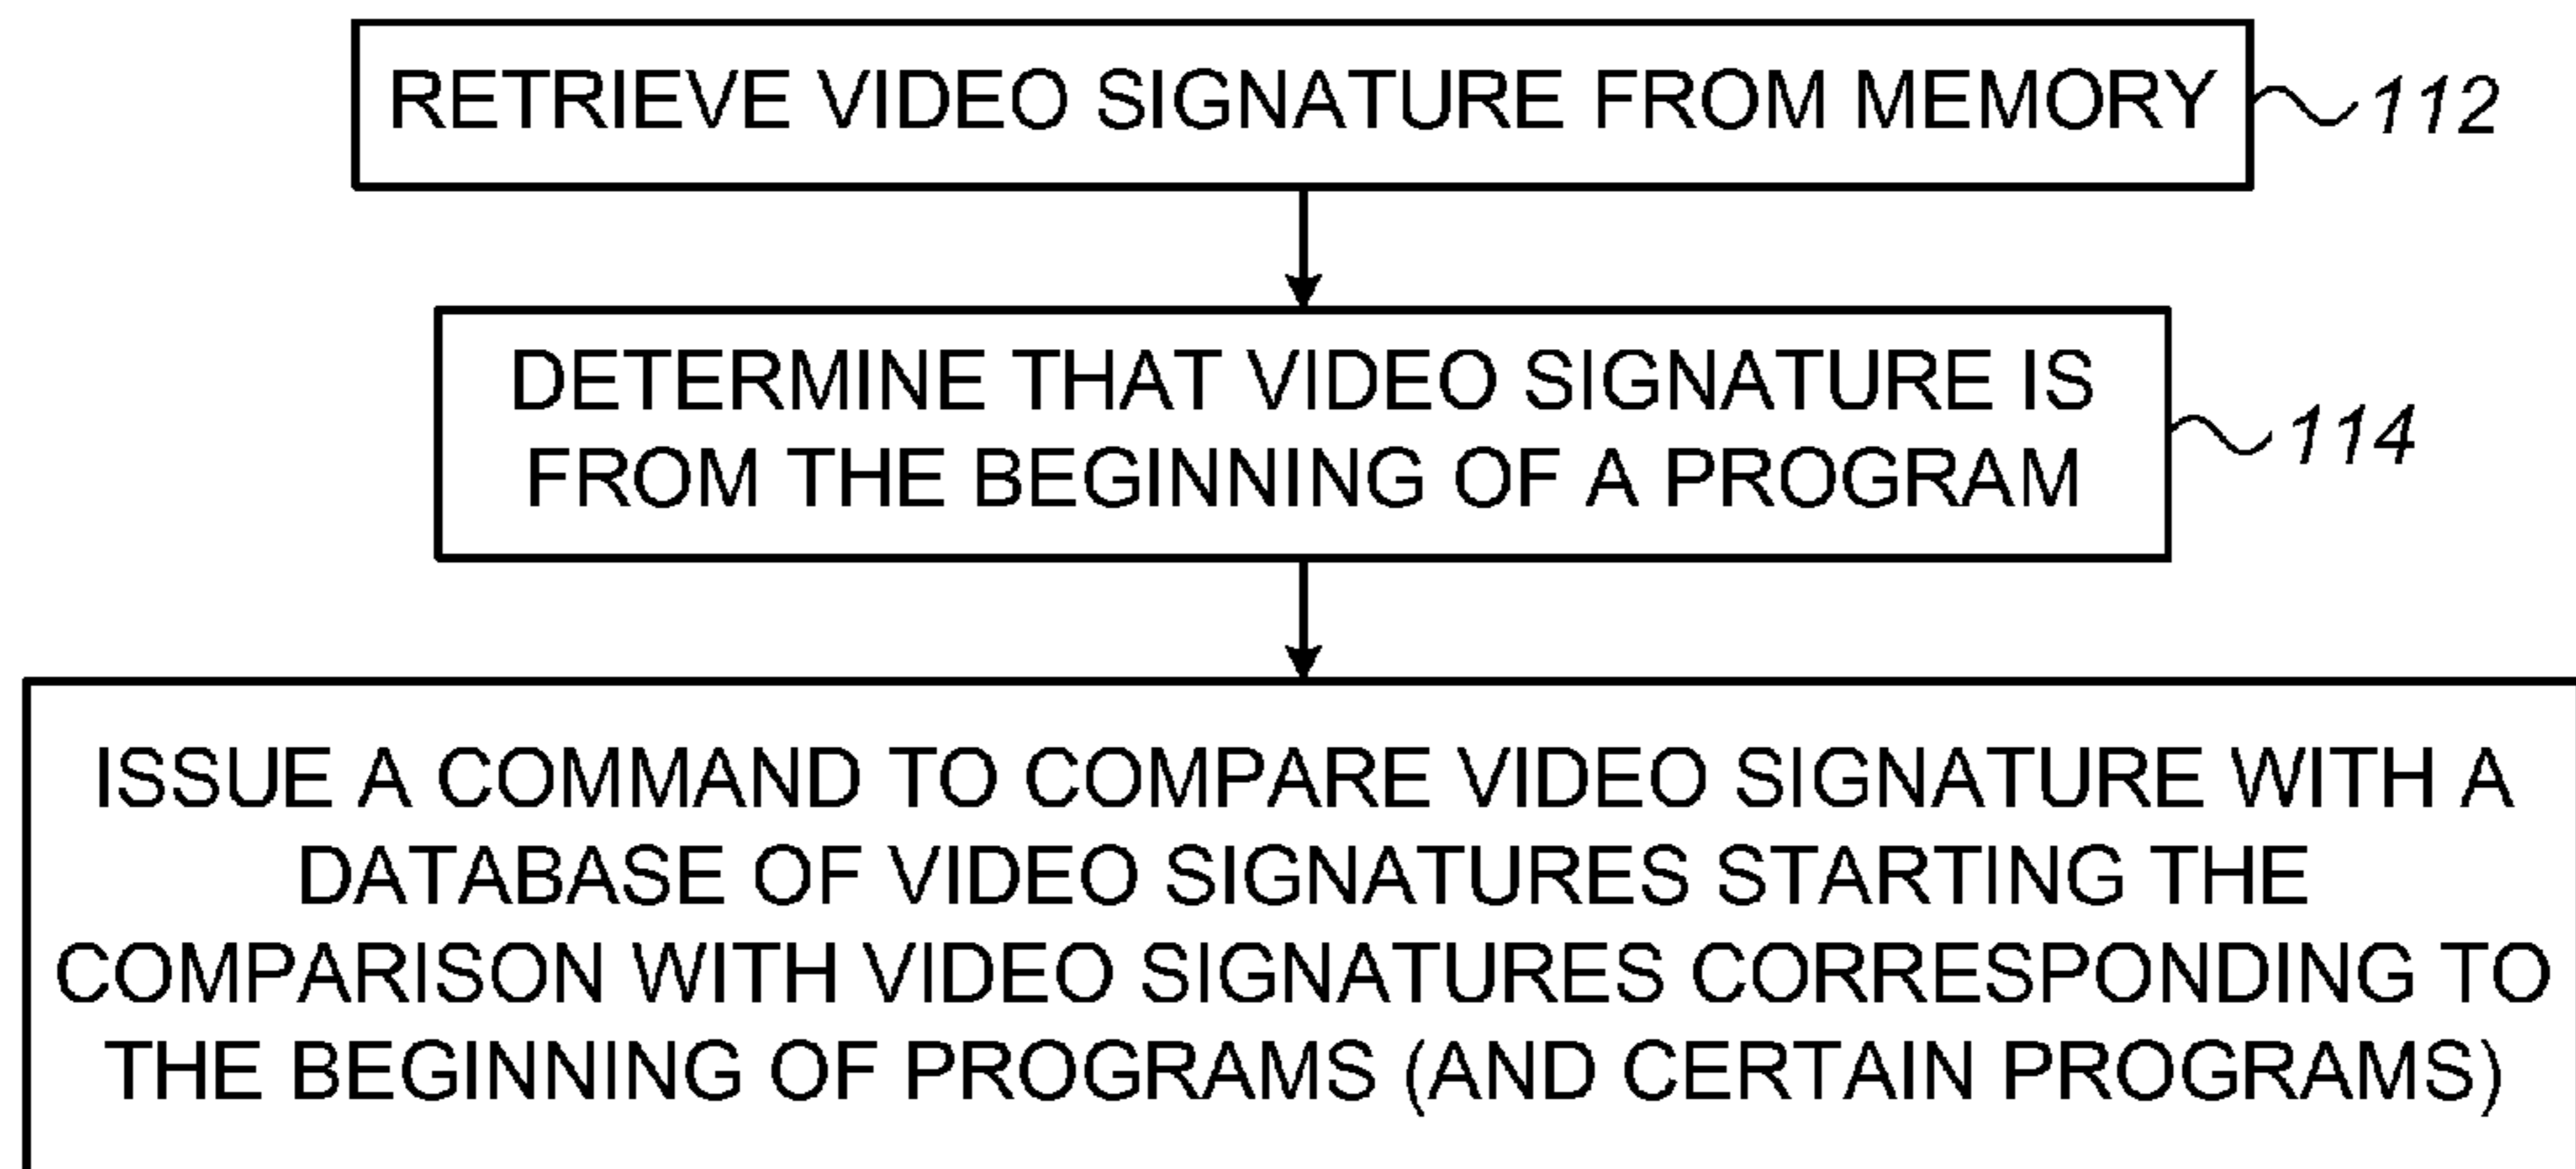 RETRIEVE VIDEO SIGNATURE FROM MEMORY
112
DETERMINE THAT VIDEO SIGNATURE IS
FROM THE BEGINNING OF A PROGRAM
114
ISSUE A COMMAND TO COMPARE VIDEO SIGNATURE WITH A
DATABASE OF VIDEO SIGNATURES STARTING THE
COMPARISON WITH VIDEO SIGNATURES CORRESPONDING TO
THE BEGINNING OF PROGRAMS (AND CERTAIN PROGRAMS)